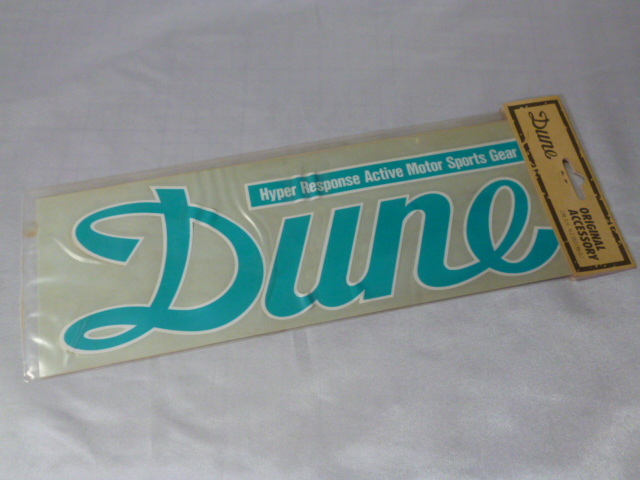 Hyper Response Active Motor Sports Gear
Dune
Dune
ORIGINAL
ACCESSORY